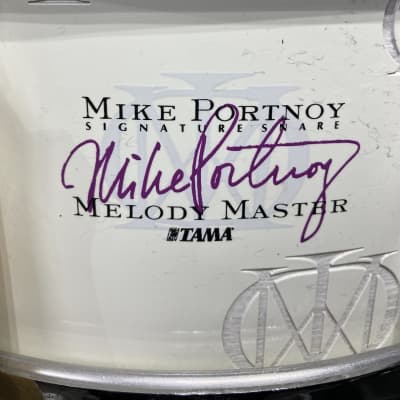 MIKE PORTNOY
SIGNATURE SNARE
Mike Portnoy
MELODY MASTER
TAMA